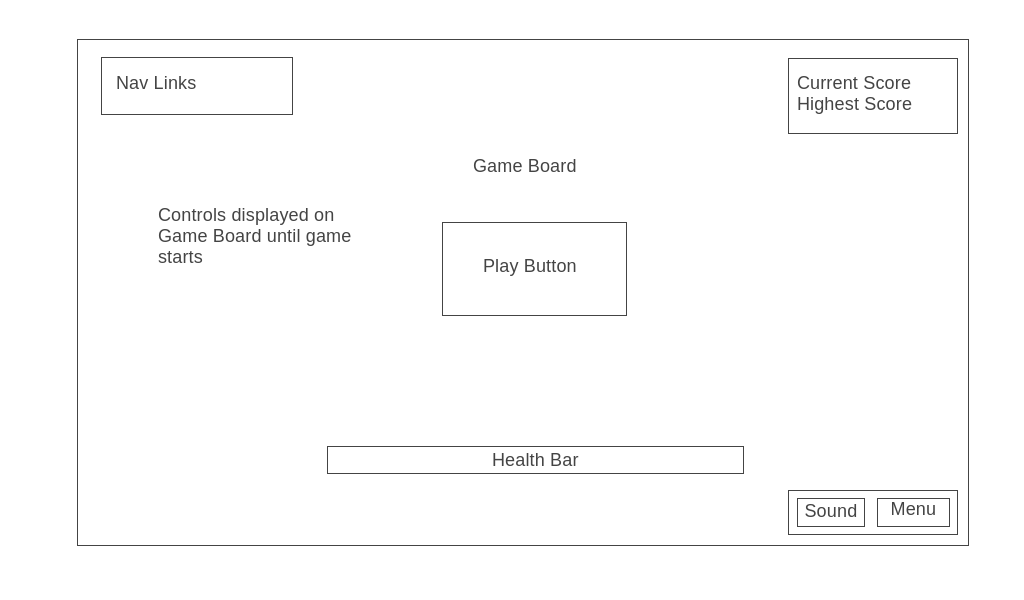 Nav Links
Current Score
Highest Score
Game Board
Controls displayed on
Game Board until game
starts
Play Button
Health Bar
Sound
Menu